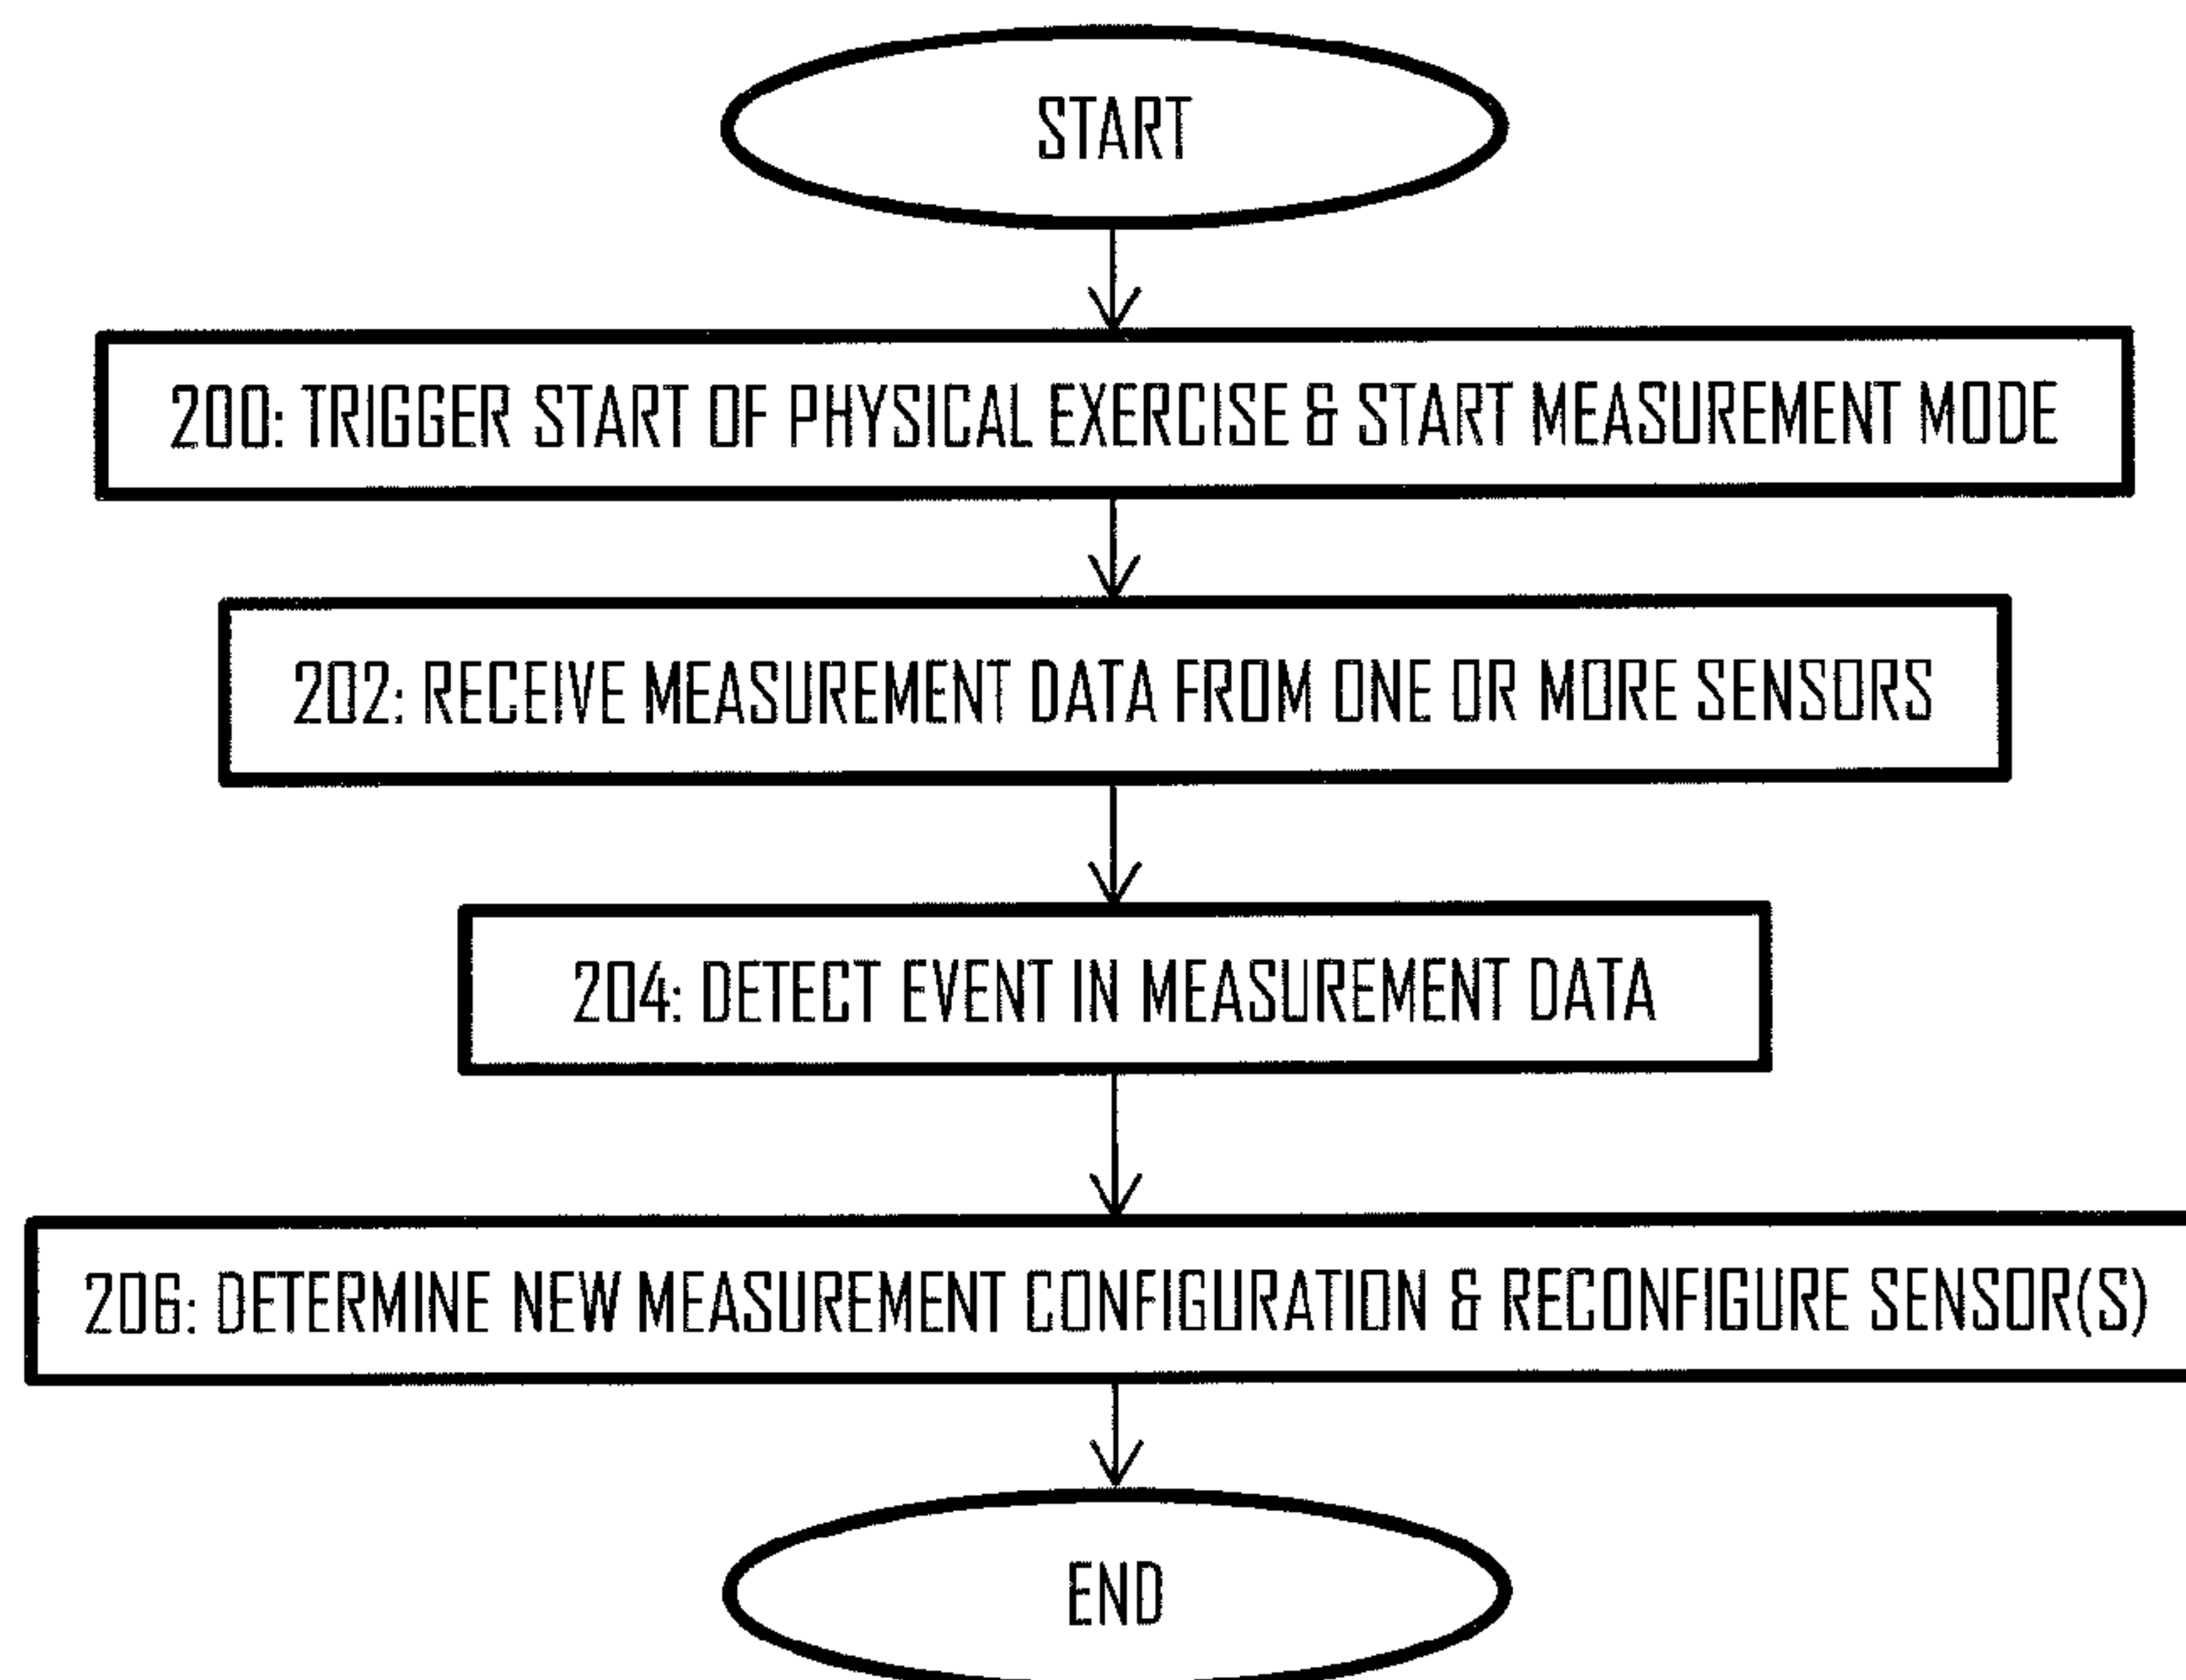 START
200: TRIGGER START OF PHYSICAL EXERCISE & START MEASUREMENT MODE
202: RECEIVE MEASUREMENT DATA FROM ONE OR MORE SENSORS
204: DETECT EVENT IN MEASUREMENT DATA
206: DETERMINE NEW MEASUREMENT CONFIGURATION & RECONFIGURE SENSOR(S)
END